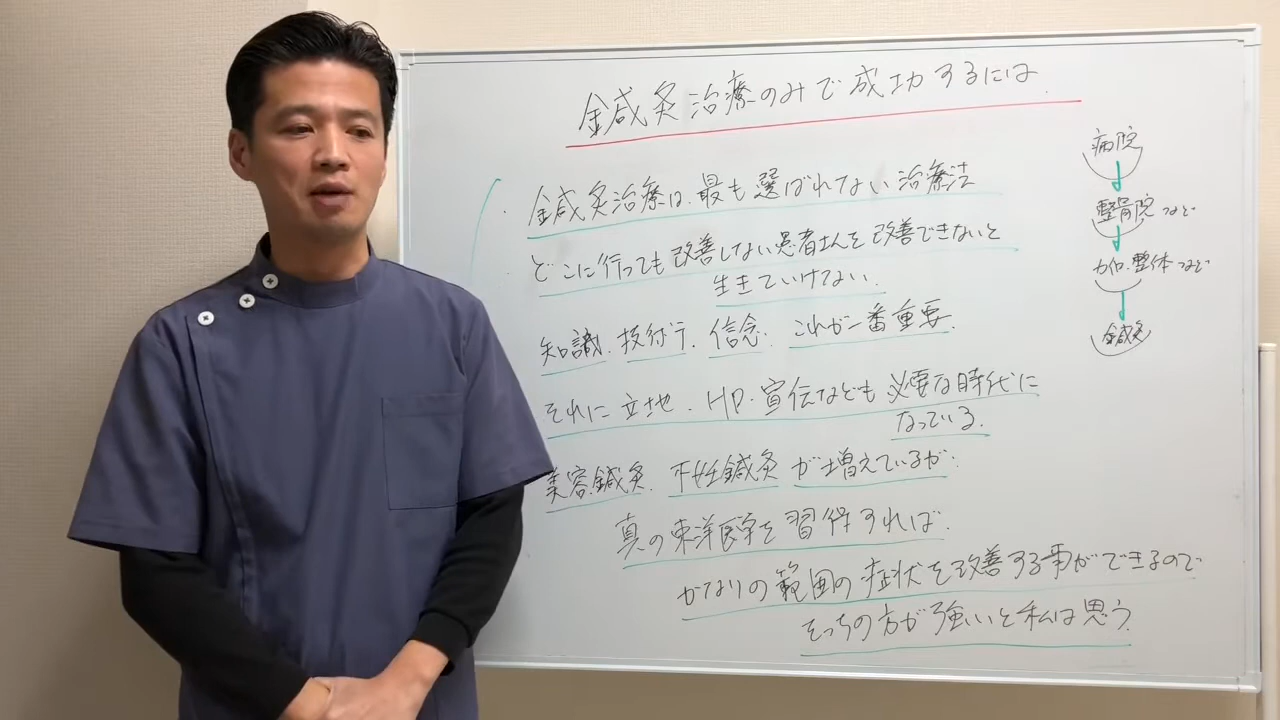 鍼灸治療のみで成功するには.
・鍼灸治療は、最も選ばれてない治療法
・どこに行っても改善しない患者さんを改善できないと
生きていけてない.
知識. 技術. 信念. これが一番重要.
それに立地. HP. 宣伝なども必要な時代に
なっている.
美容鍼灸. 不妊鍼灸が増えているが.
真の東洋医学を習得すれば.
かなりの範囲の症状を改善する事ができるので
そっちの方が強いと私は思う.
病院
整骨院など
カイロ. 整体など
鍼灸